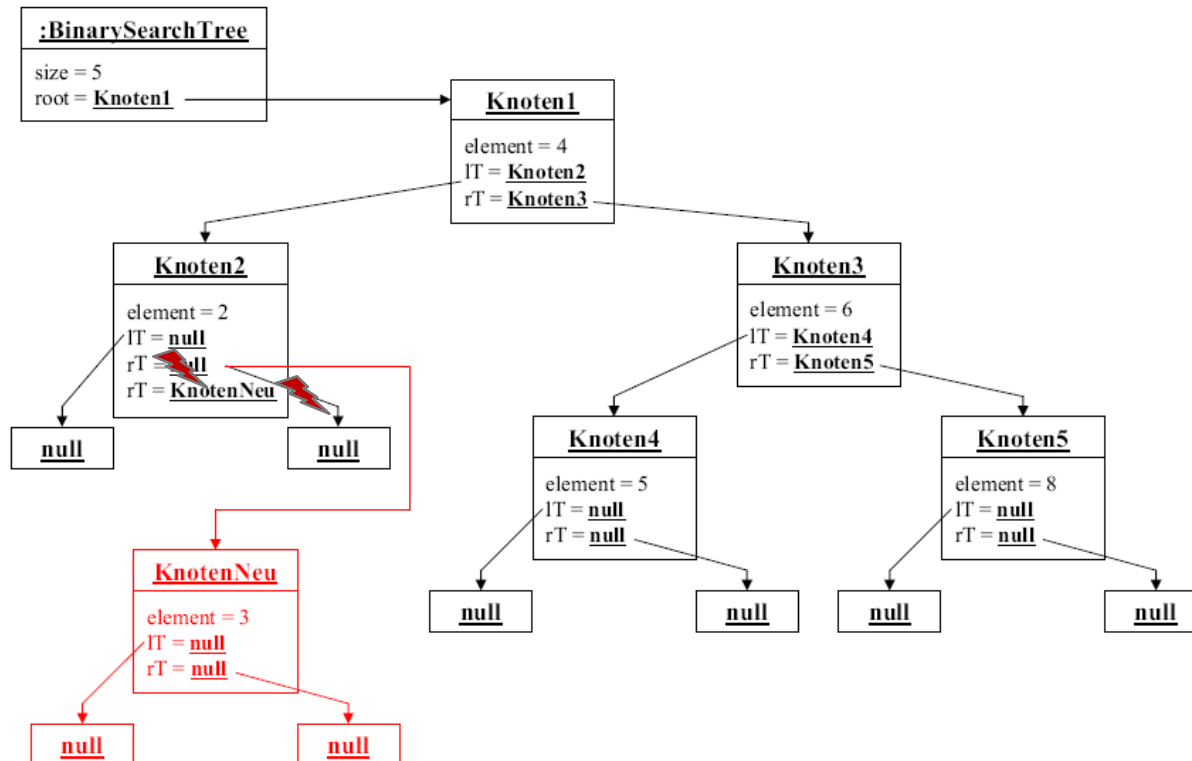 :BinarySearchTree
size = 5
root = Knoten1
Knoten1
element = 4
lT = Knoten2
rT = Knoten3
Knoten2
element = 2
lT = null
rT = null
rT = KnotenNeu
null
null
Knoten3
element = 6
lT = Knoten4
rT = Knoten5
Knoten4
element = 5
lT = null
rT = null
null
null
Knoten5
element = 8
lT = null
rT = null
null
null
KnotenNeu
element = 3
lT = null
rT = null
null
null